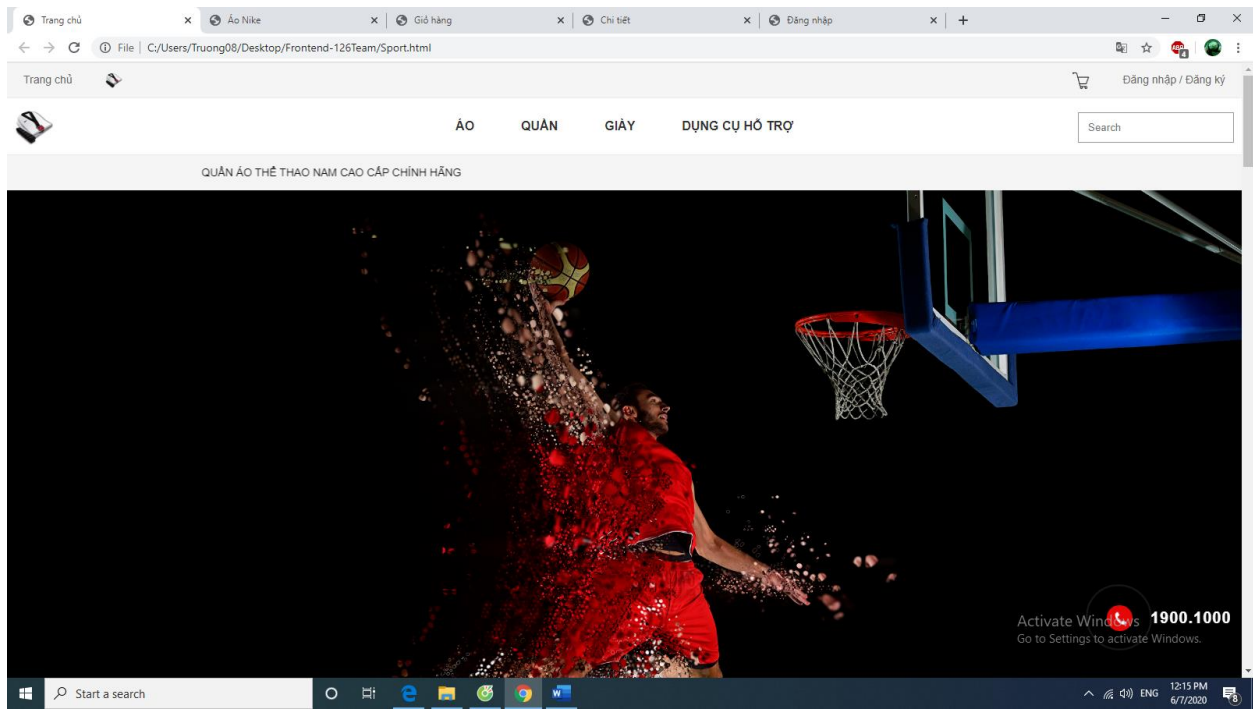 Trang chủ Áo Nike Giỏ hàng Chi tiết Đăng nhập
File C:/Users/Truong08/Desktop/Frontend-126Team/Sport.html ABP 4
Trang chủ Đăng nhập / Đăng ký
ÁO QUẦN GIÀY DỤNG CỤ HỖ TRỢ Search
QUẦN ÁO THỂ THAO NAM CAO CẤP CHÍNH HÃNG
1900.1000
Activate Windows
Go to Settings to activate Windows.
Start a search ENG 12:15 PM
6/7/2020 8